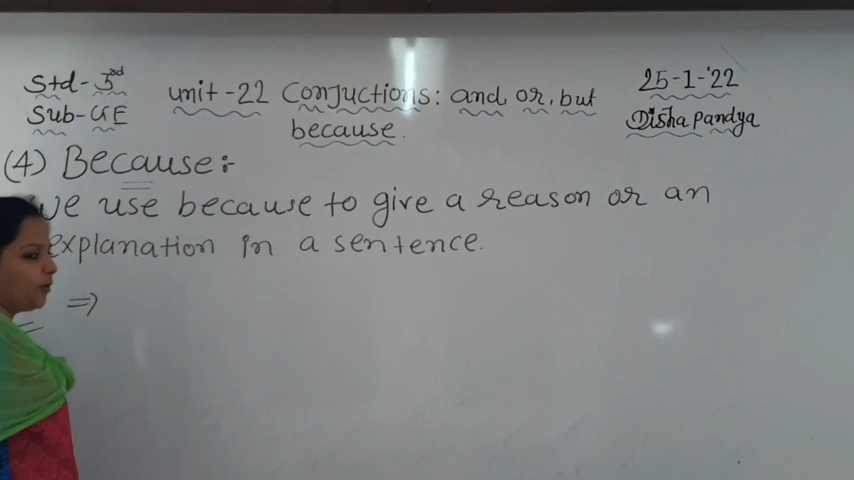 Std-3rd
Sub-GE
unit-22 Conjuctions: and, or, but
because.
25-1-'22
Disha Pandya
(4) Because:-
we use because to give a reason or an
explanation in a sentence.
⇒